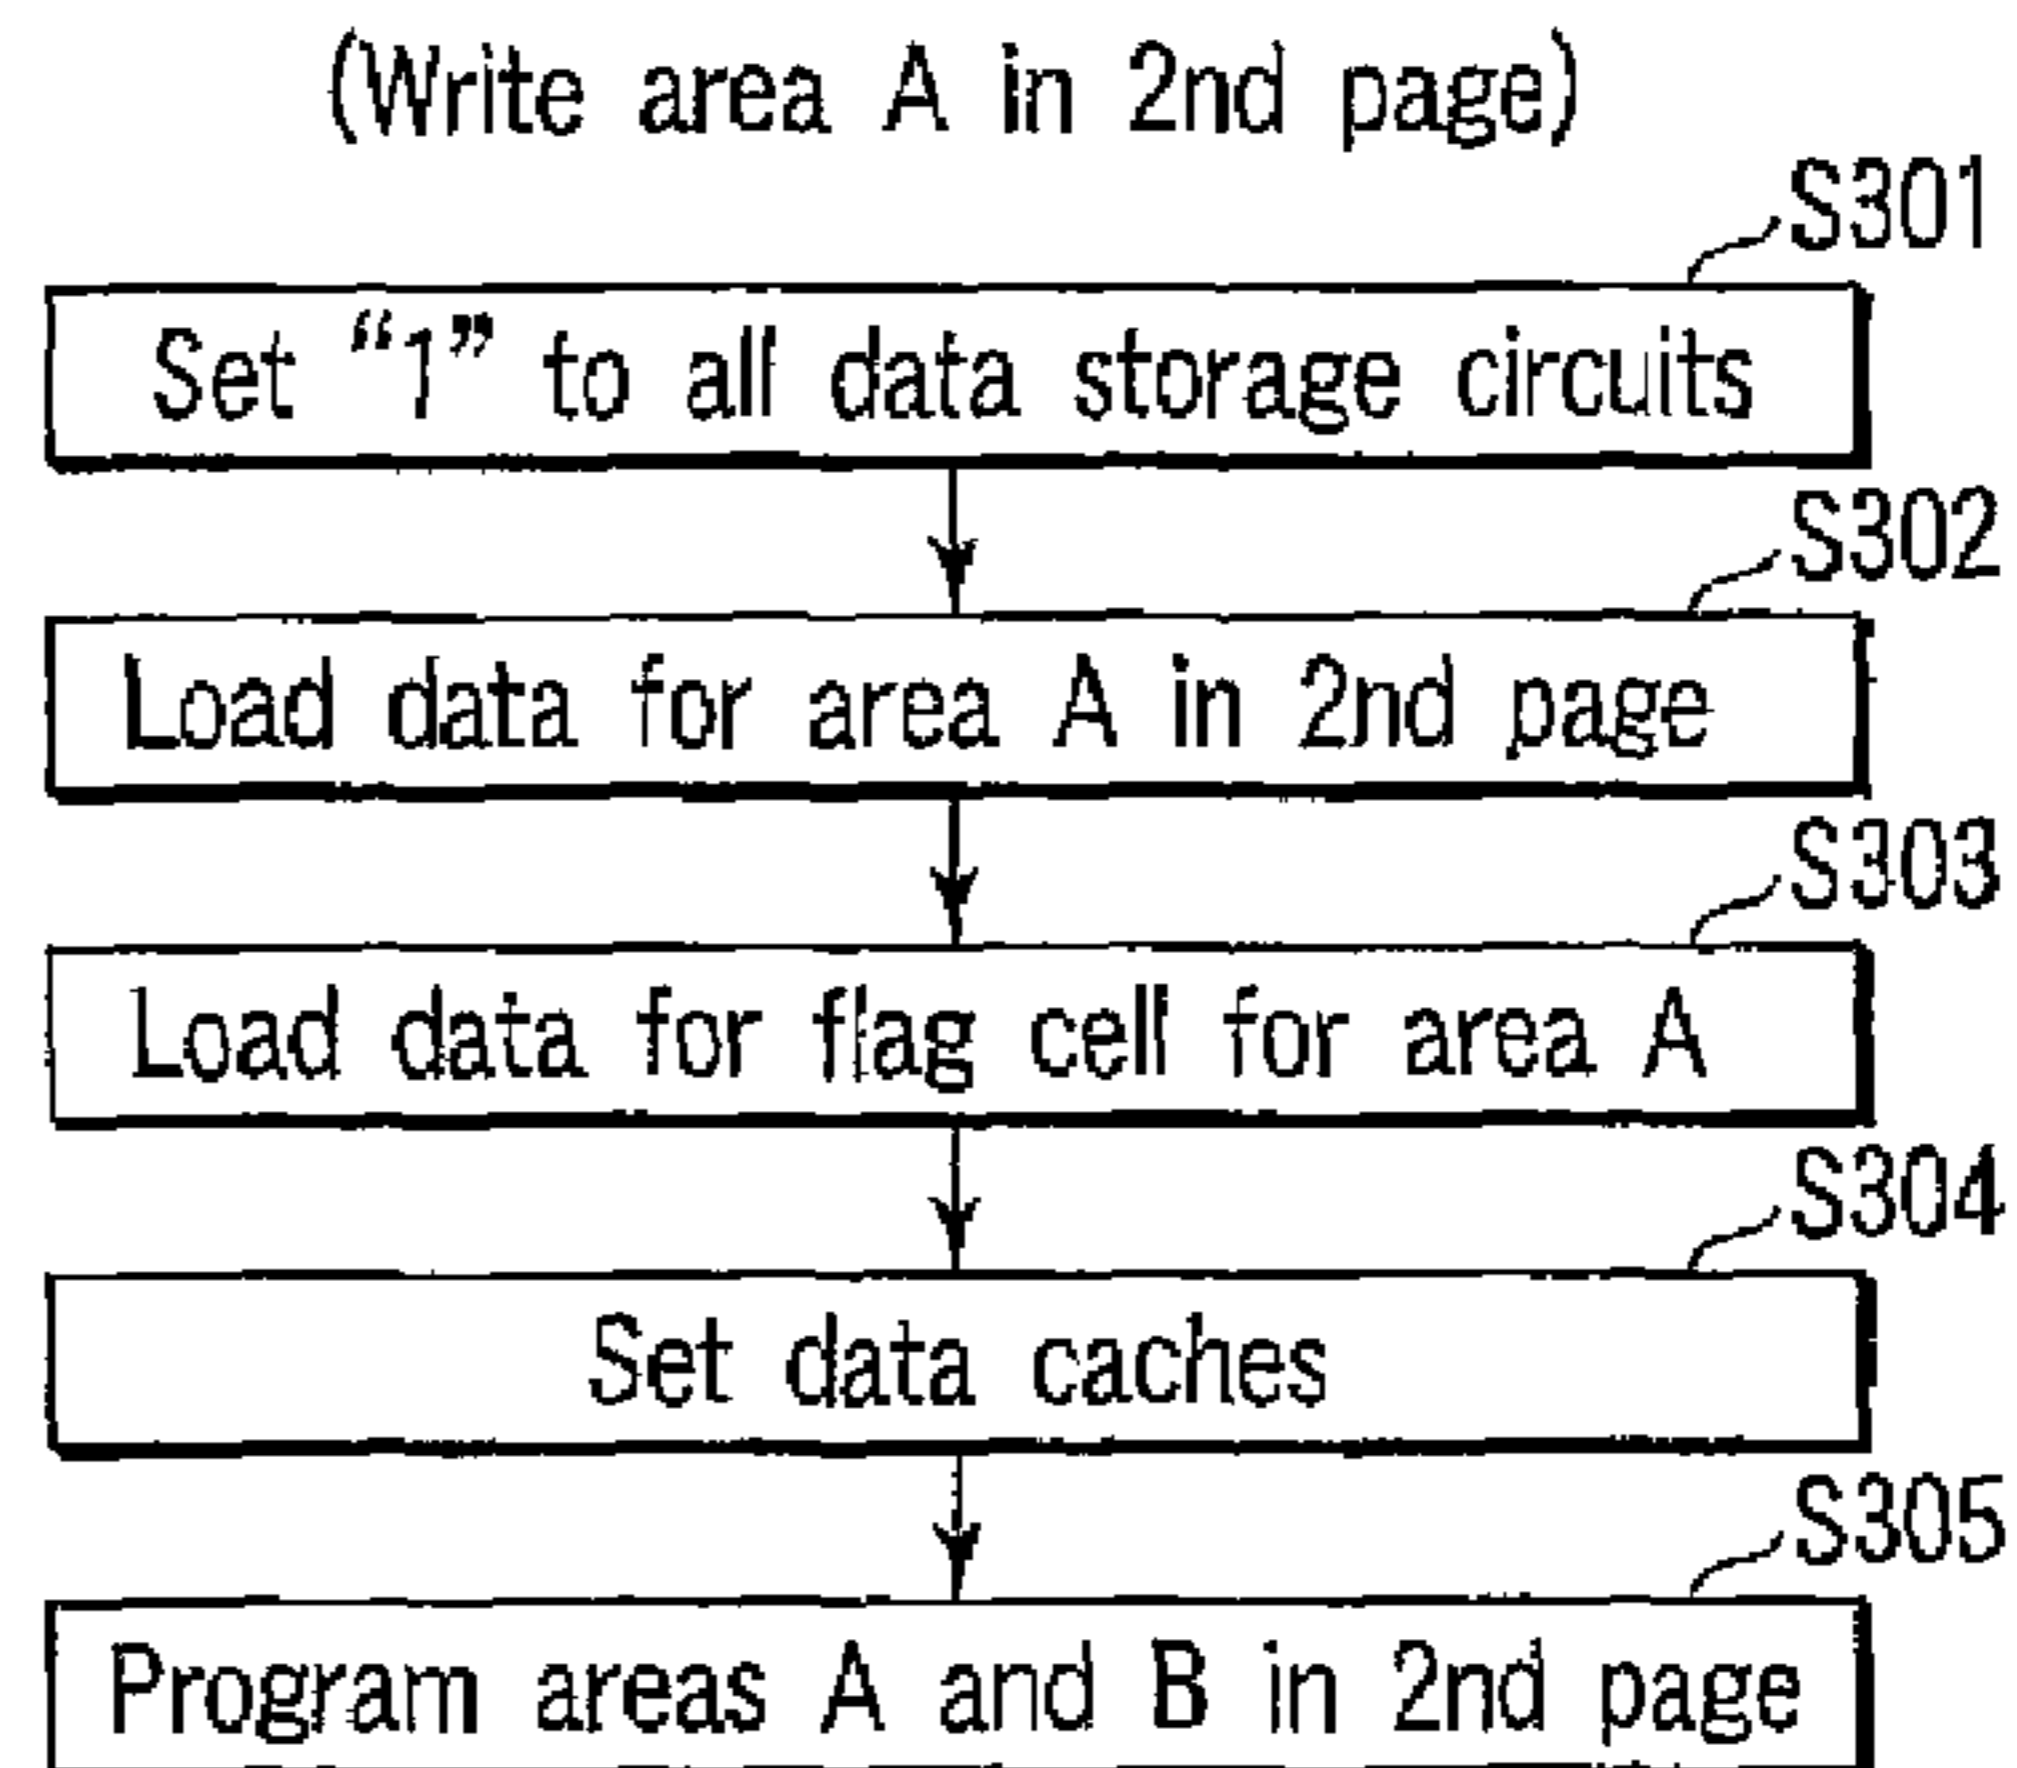 (Write area A in 2nd page)
S301
Set “1” to all data storage circuits
S302
Load data for area A in 2nd page
S303
Load data for flag cell for area A
S304
Set data caches
S305
Program areas A and B in 2nd page